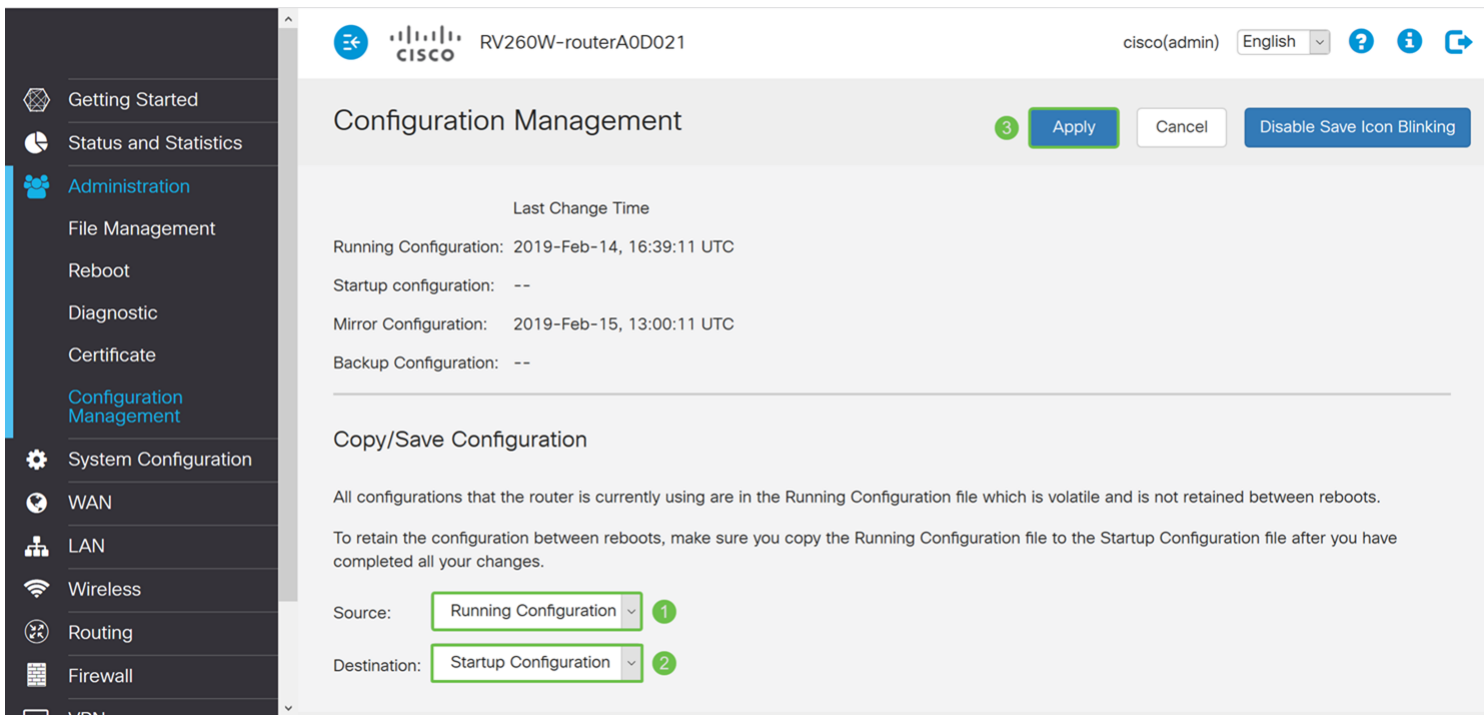 CISCO
RV260W-routerA0D021
cisco(admin)
English
?
i
Getting Started
Status and Statistics
Administration
File Management
Reboot
Diagnostic
Certificate
Configuration
Management
System Configuration
WAN
LAN
Wireless
Routing
Firewall
VPN
Configuration Management
3
Apply
Cancel
Disable Save Icon Blinking
Last Change Time
Running Configuration: 2019-Feb-14, 16:39:11 UTC
Startup configuration: --
Mirror Configuration: 2019-Feb-15, 13:00:11 UTC
Backup Configuration: --
Copy/Save Configuration
All configurations that the router is currently using are in the Running Configuration file which is volatile and is not retained between reboots.
To retain the configuration between reboots, make sure you copy the Running Configuration file to the Startup Configuration file after you have
completed all your changes.
Source: Running Configuration 1
Destination: Startup Configuration 2